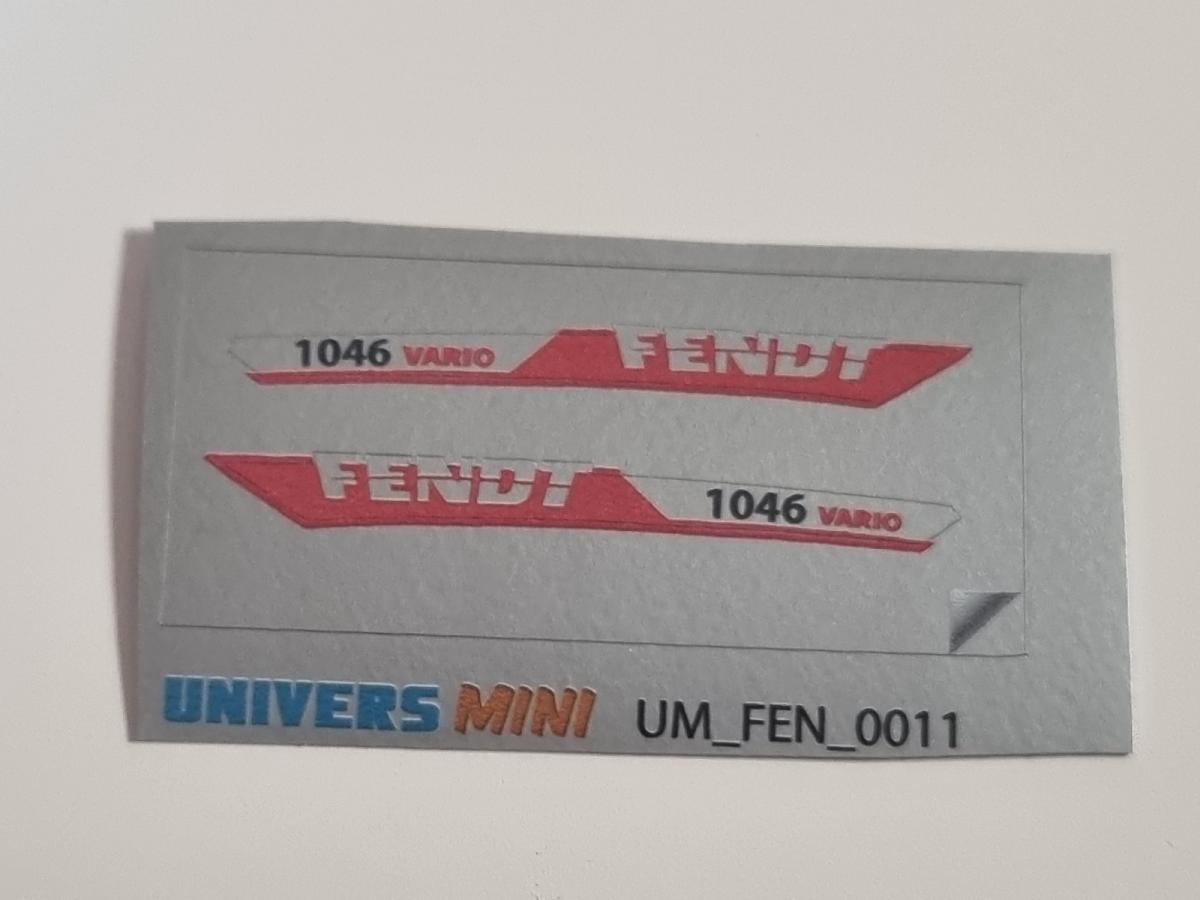 1046 VARIO FENDT
FENDT 1046 VARIO
UNIVERS MINI UM_FEN_0011